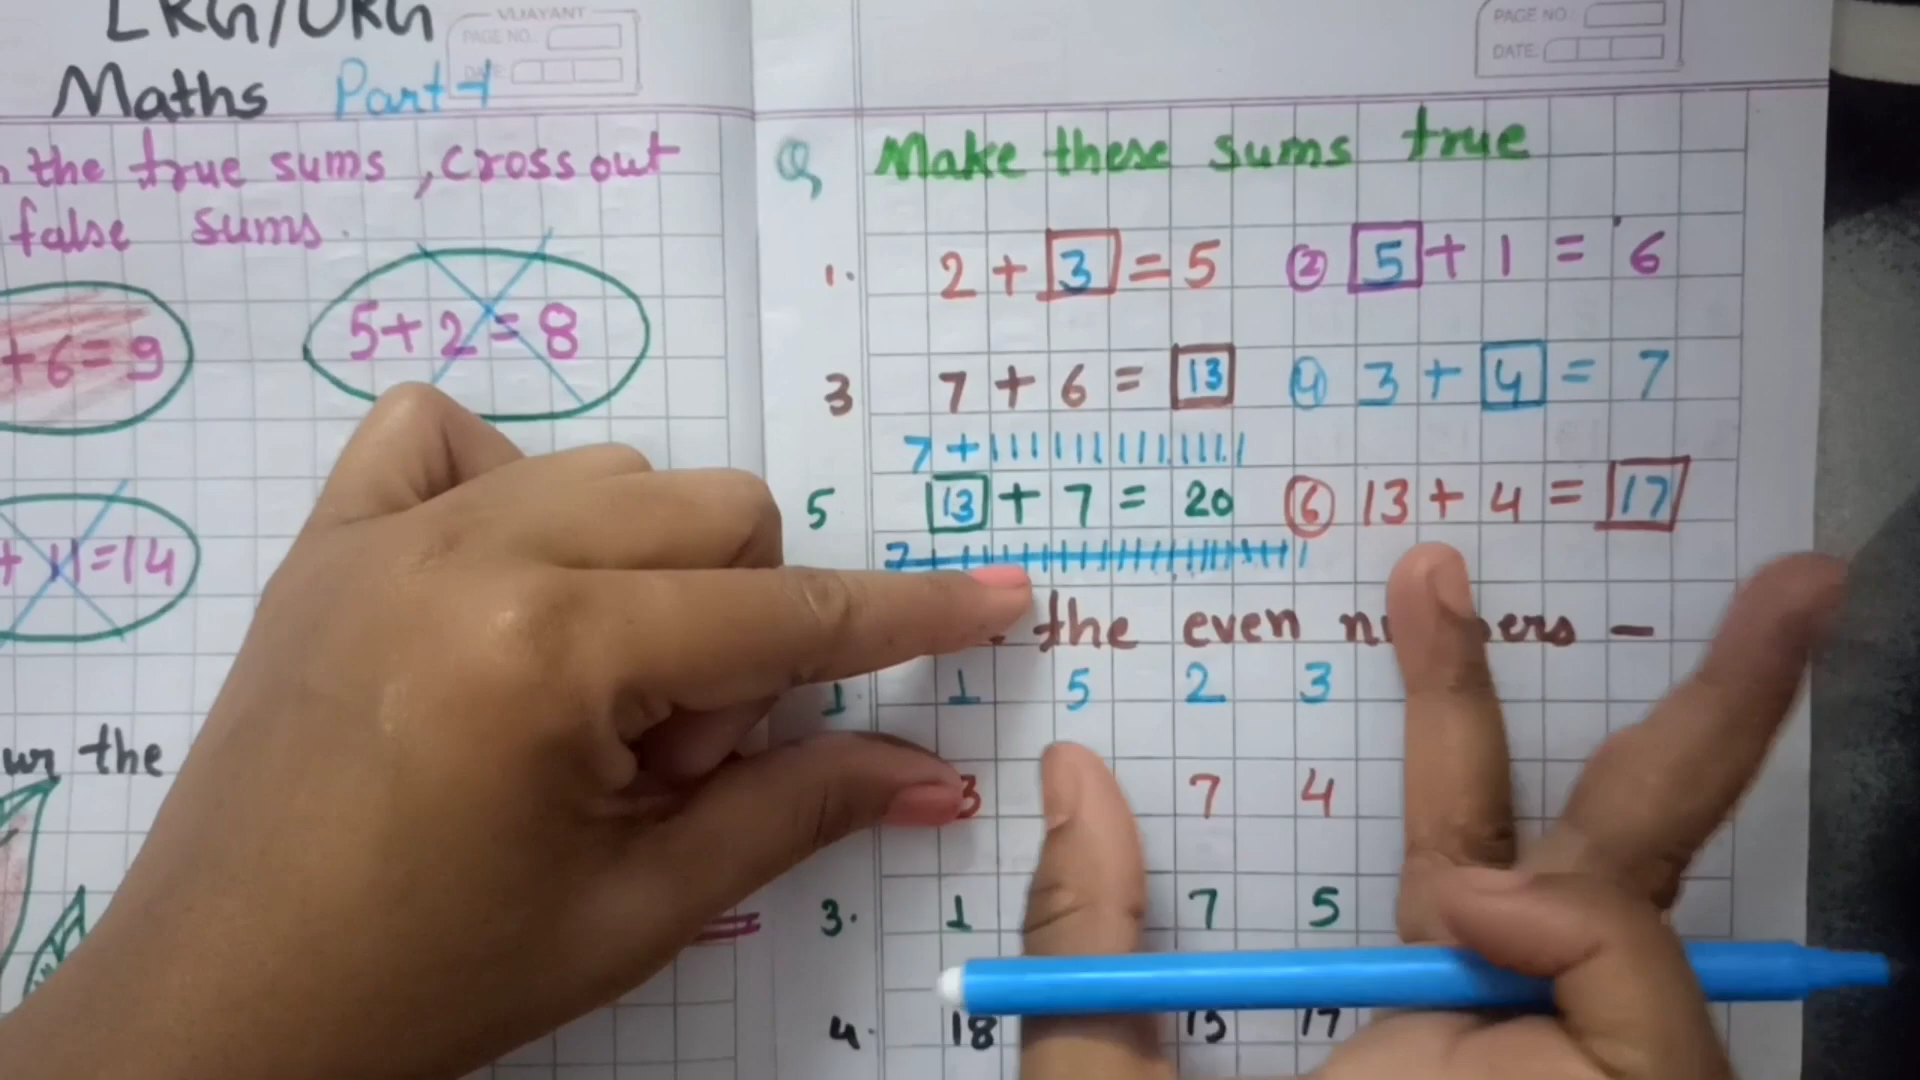 LKG/UKG
VIJAYANT
PAGE NO.:
DATE:
Maths Part-1
the true sums, cross out
false sums.
+6=9
5+2=8
+ 11=14
the
PAGE NO.:
DATE:
Q Make these sums true
1. 2 + 3 = 5 ② 5 + 1 = 6
3 7 + 6 = 13 ④ 3 + 4 = 7
7 +
5 13 + 7 = 20 ⑥ 13 + 4 = 17
7
the even –
1. 1 5 2 3
3 7 4
3. 1 7 5
4. 18 17